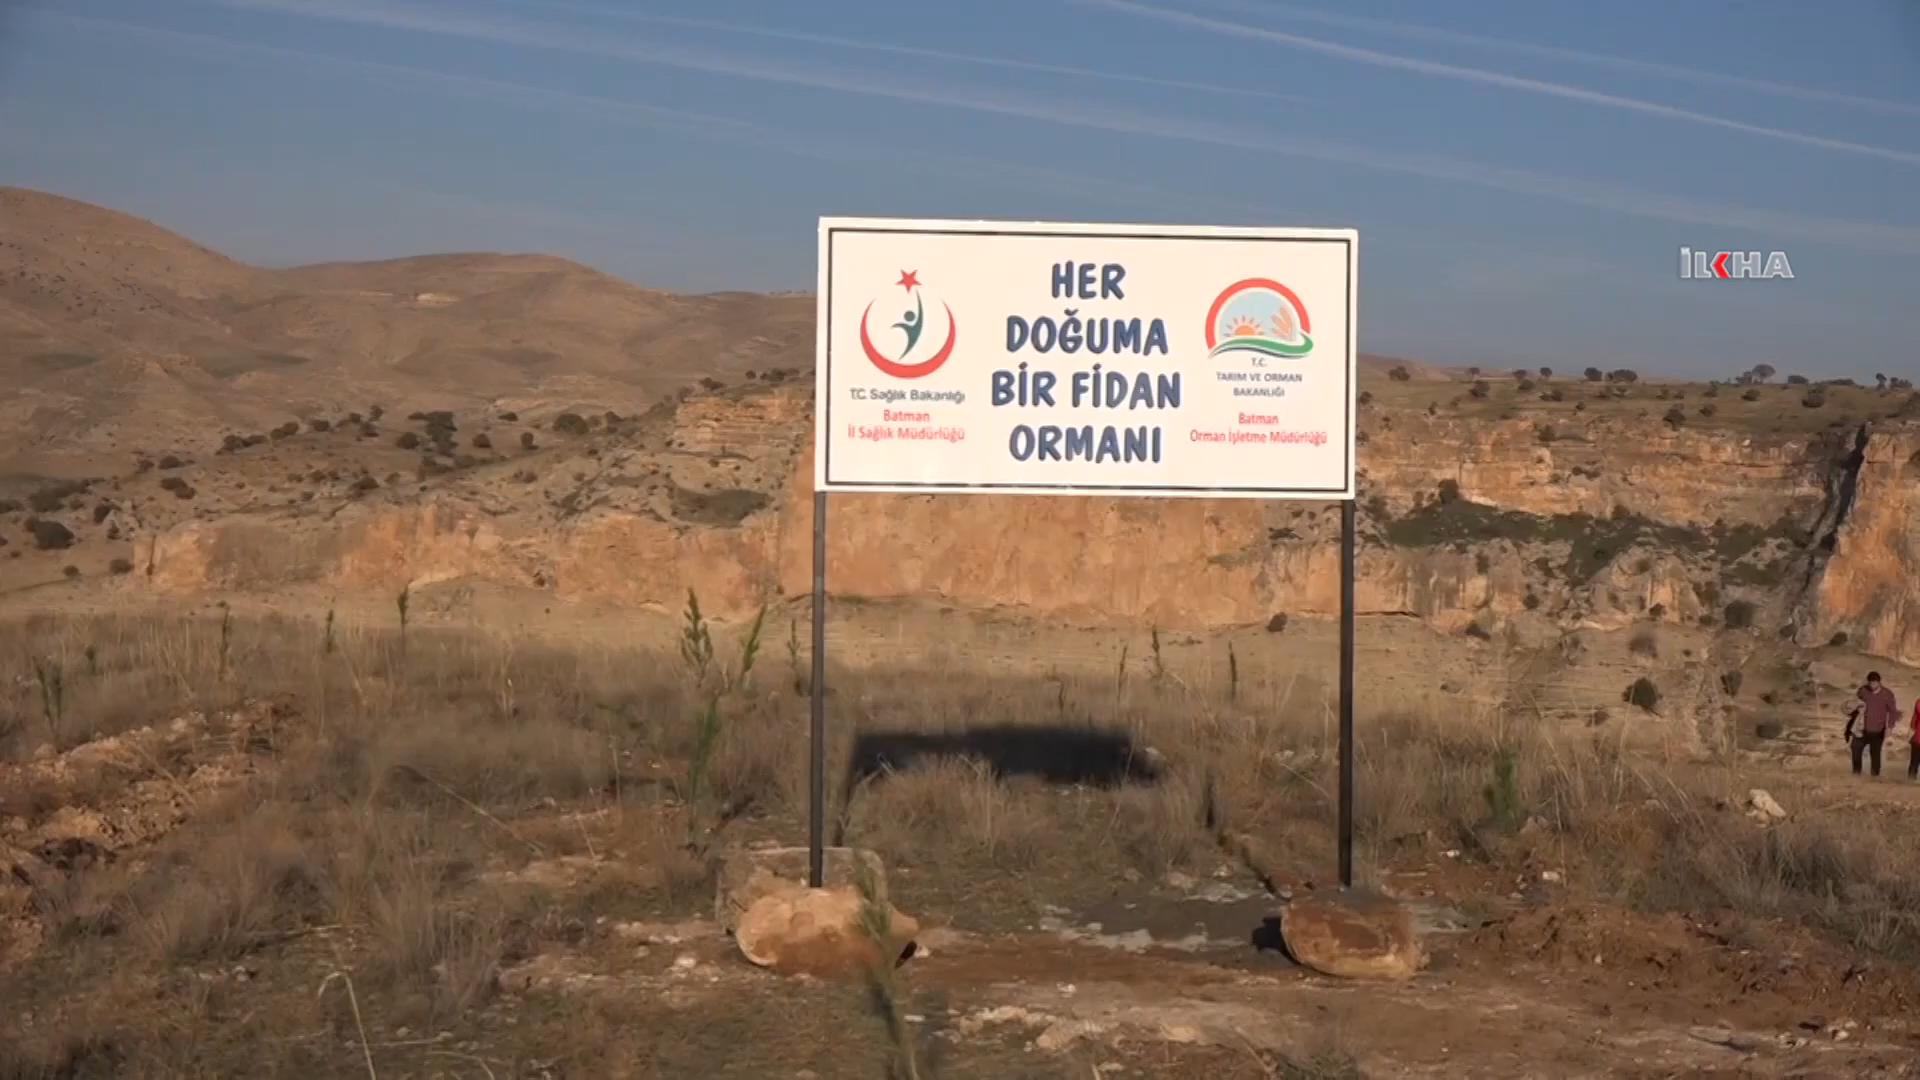 HER
DOĞUMA
BİR FİDAN
ORMANI
T.C. Sağlık Bakanlığı
Batman
İl Sağlık Müdürlüğü
T.C.
TARIM VE ORMAN
BAKANLIĞI
Batman
Orman İşletme Müdürlüğü
İLKHA